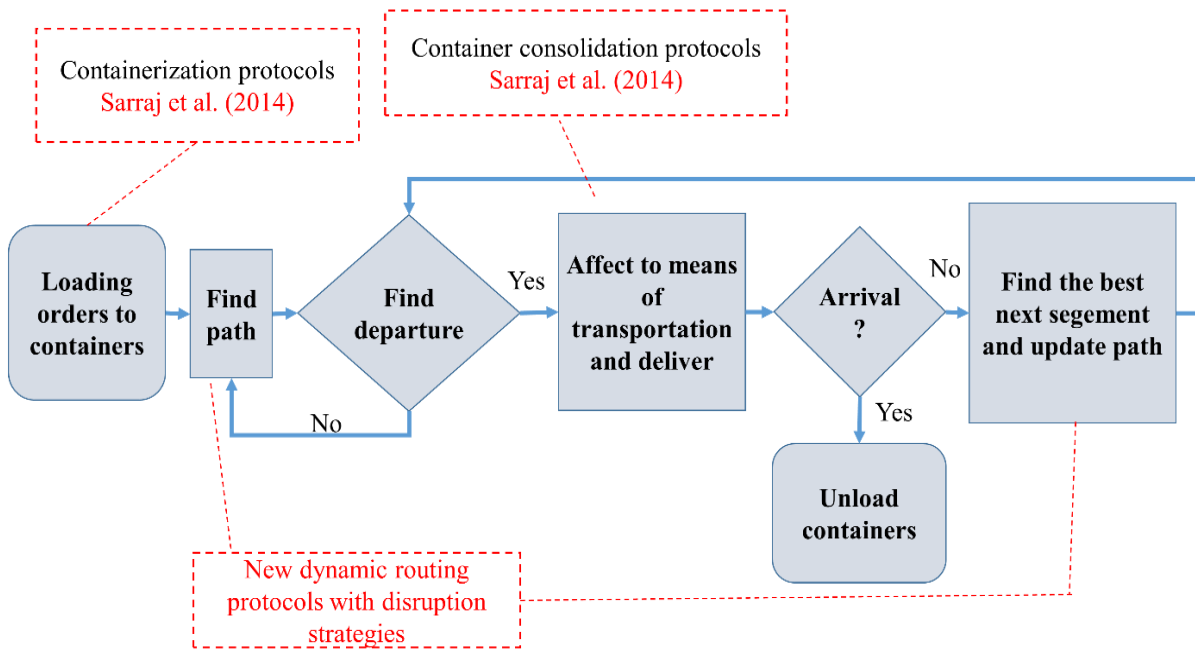 Containerization protocols
Sarraj et al. (2014)
Container consolidation protocols
Sarraj et al. (2014)
Loading
orders to
containers
Find
path
Find
departure
Yes
No
Affect to means
of
transportation
and deliver
Arrival
?
No
Yes
Find the best
next segement
and update path
Unload
containers
New dynamic routing
protocols with disruption
strategies